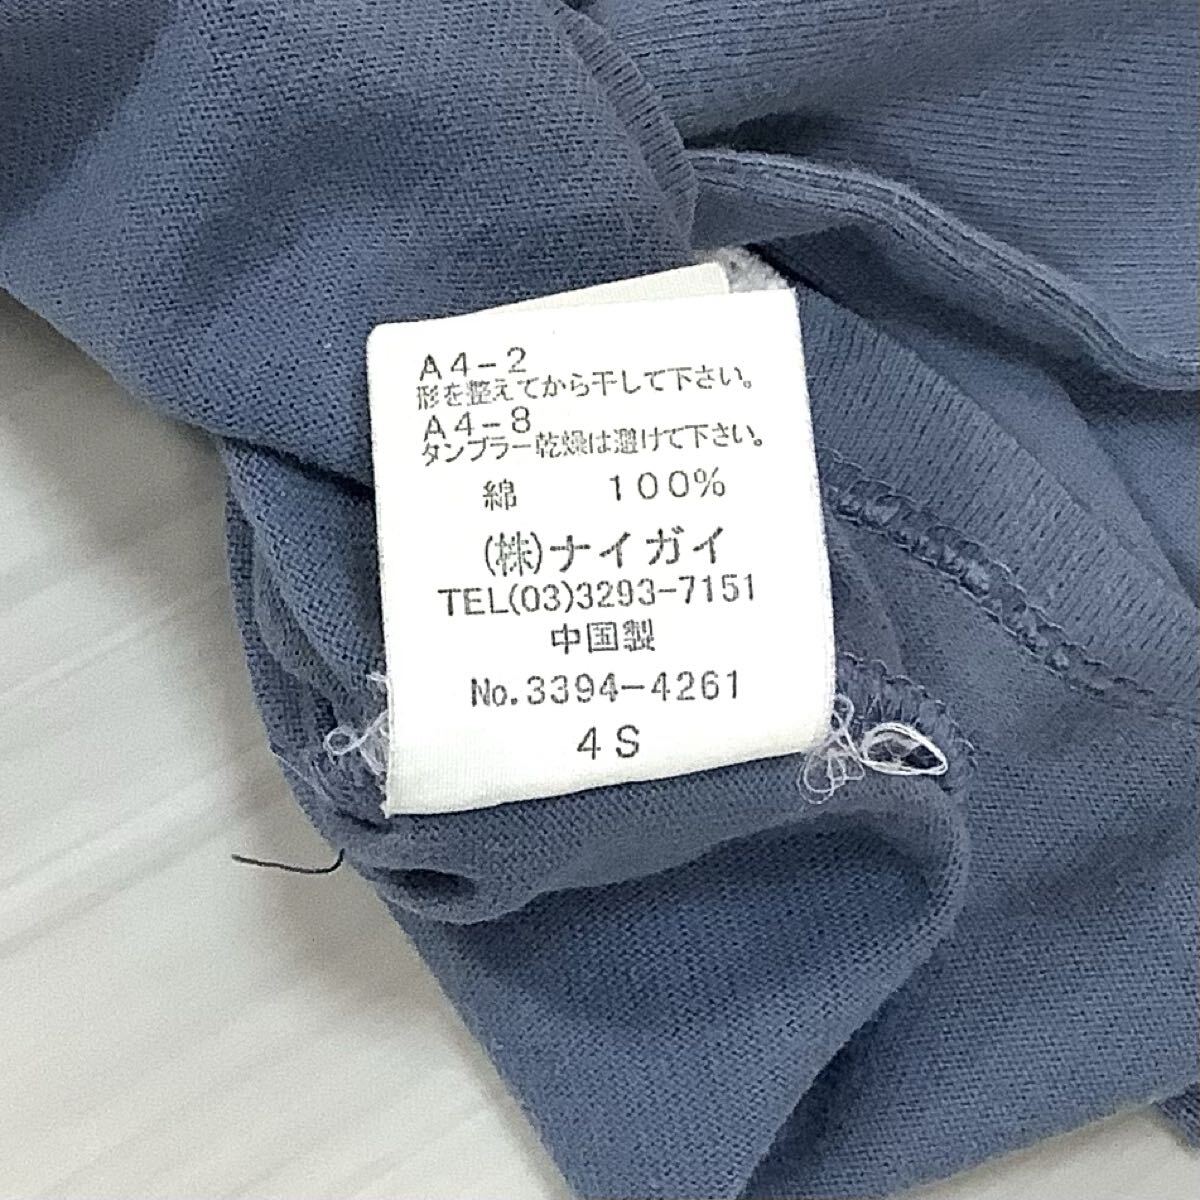 A4-2
形を整えてから干して下さい。
A4-8
タンブラー乾燥は避けて下さい。
綿 100%
(株)ナイガイ
TEL(03)3293-7151
中国製
No.3394-4261
4S